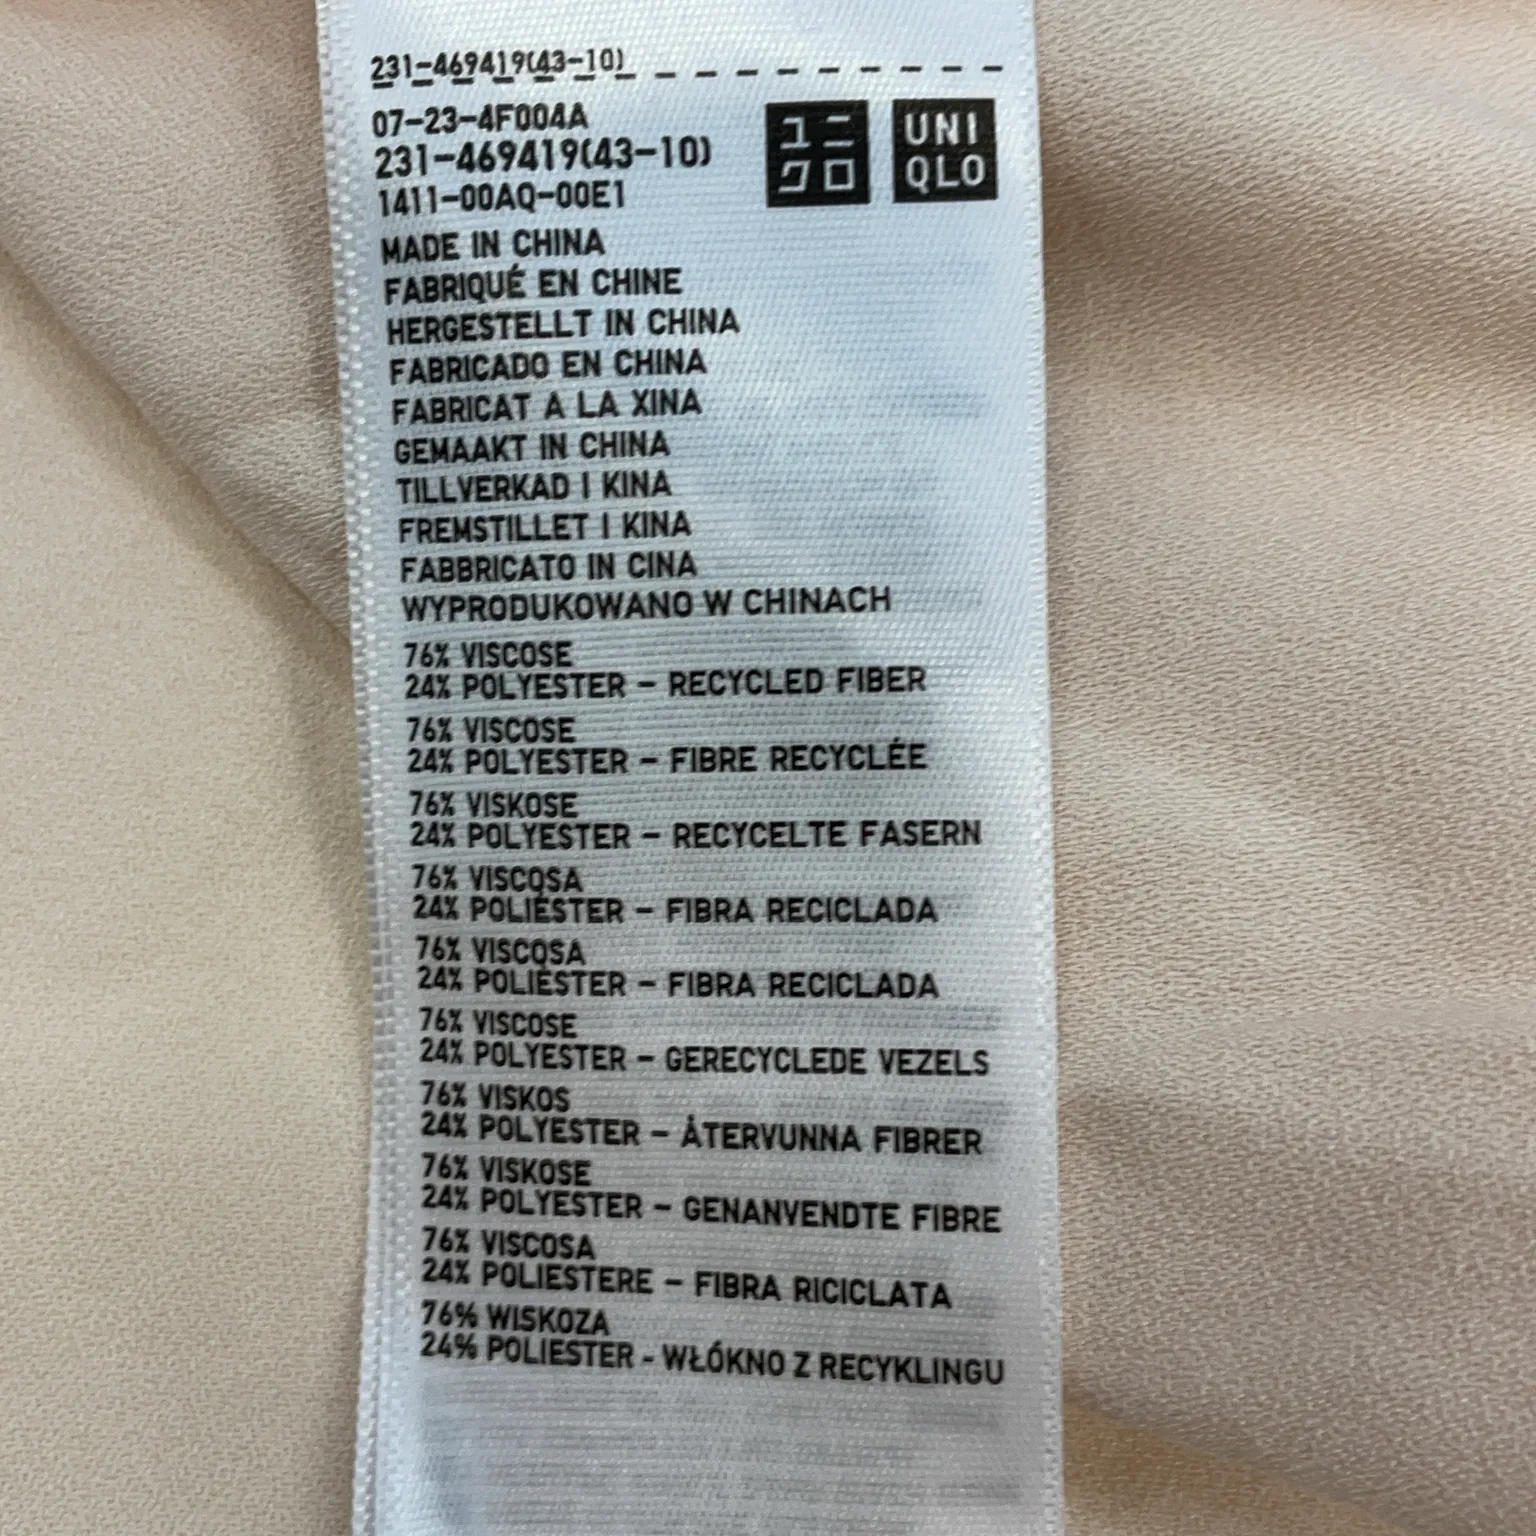 231-469419(43-10)
07-23-4F004A
231-469419(43-10)
1411-00AQ-00E1
ユニ
クロ
UNI
QLO
MADE IN CHINA
FABRIQUÉ EN CHINE
HERGESTELLT IN CHINA
FABRICADO EN CHINA
FABRICAT A LA XINA
GEMAAKT IN CHINA
TILLVERKAD I KINA
FREMSTILLET I KINA
FABBRICATO IN CINA
WYPRODUKOWANO W CHINACH
76% VISCOSE
24% POLYESTER - RECYCLED FIBER
76% VISCOSE
24% POLYESTER - FIBRE RECYCLÉE
76% VISKOSE
24% POLYESTER - RECYCELTE FASERN
76% VISCOSA
24% POLIÉSTER - FIBRA RECICLADA
76% VISCOSA
24% POLIÈSTER - FIBRA RECICLADA
76% VISCOSE
24% POLYESTER - GERECYCLEDE VEZELS
76% VISKOS
24% POLYESTER - ÅTERVUNNA FIBRER
76% VISKOSE
24% POLYESTER - GENANVENDTE FIBRE
76% VISCOSA
24% POLIESTERE - FIBRA RICICLATA
76% WISKOZA
24% POLIESTER - WŁÓKNO Z RECYKLINGU